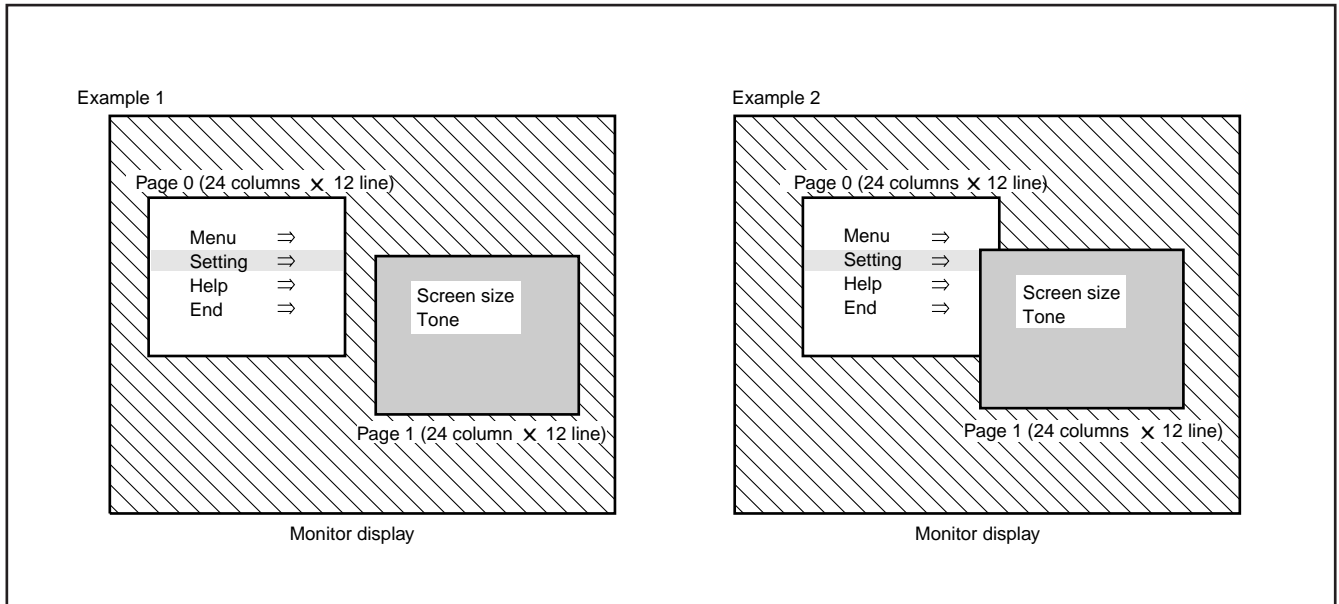 Example 1
Page 0 (24 columns × 12 line)
Menu ⇒
Setting ⇒
Help ⇒
End ⇒
Screen size
Tone
Page 1 (24 column × 12 line)
Monitor display
Example 2
Page 0 (24 columns × 12 line)
Menu ⇒
Setting ⇒
Help ⇒
End ⇒
Screen size
Tone
Page 1 (24 columns × 12 line)
Monitor display